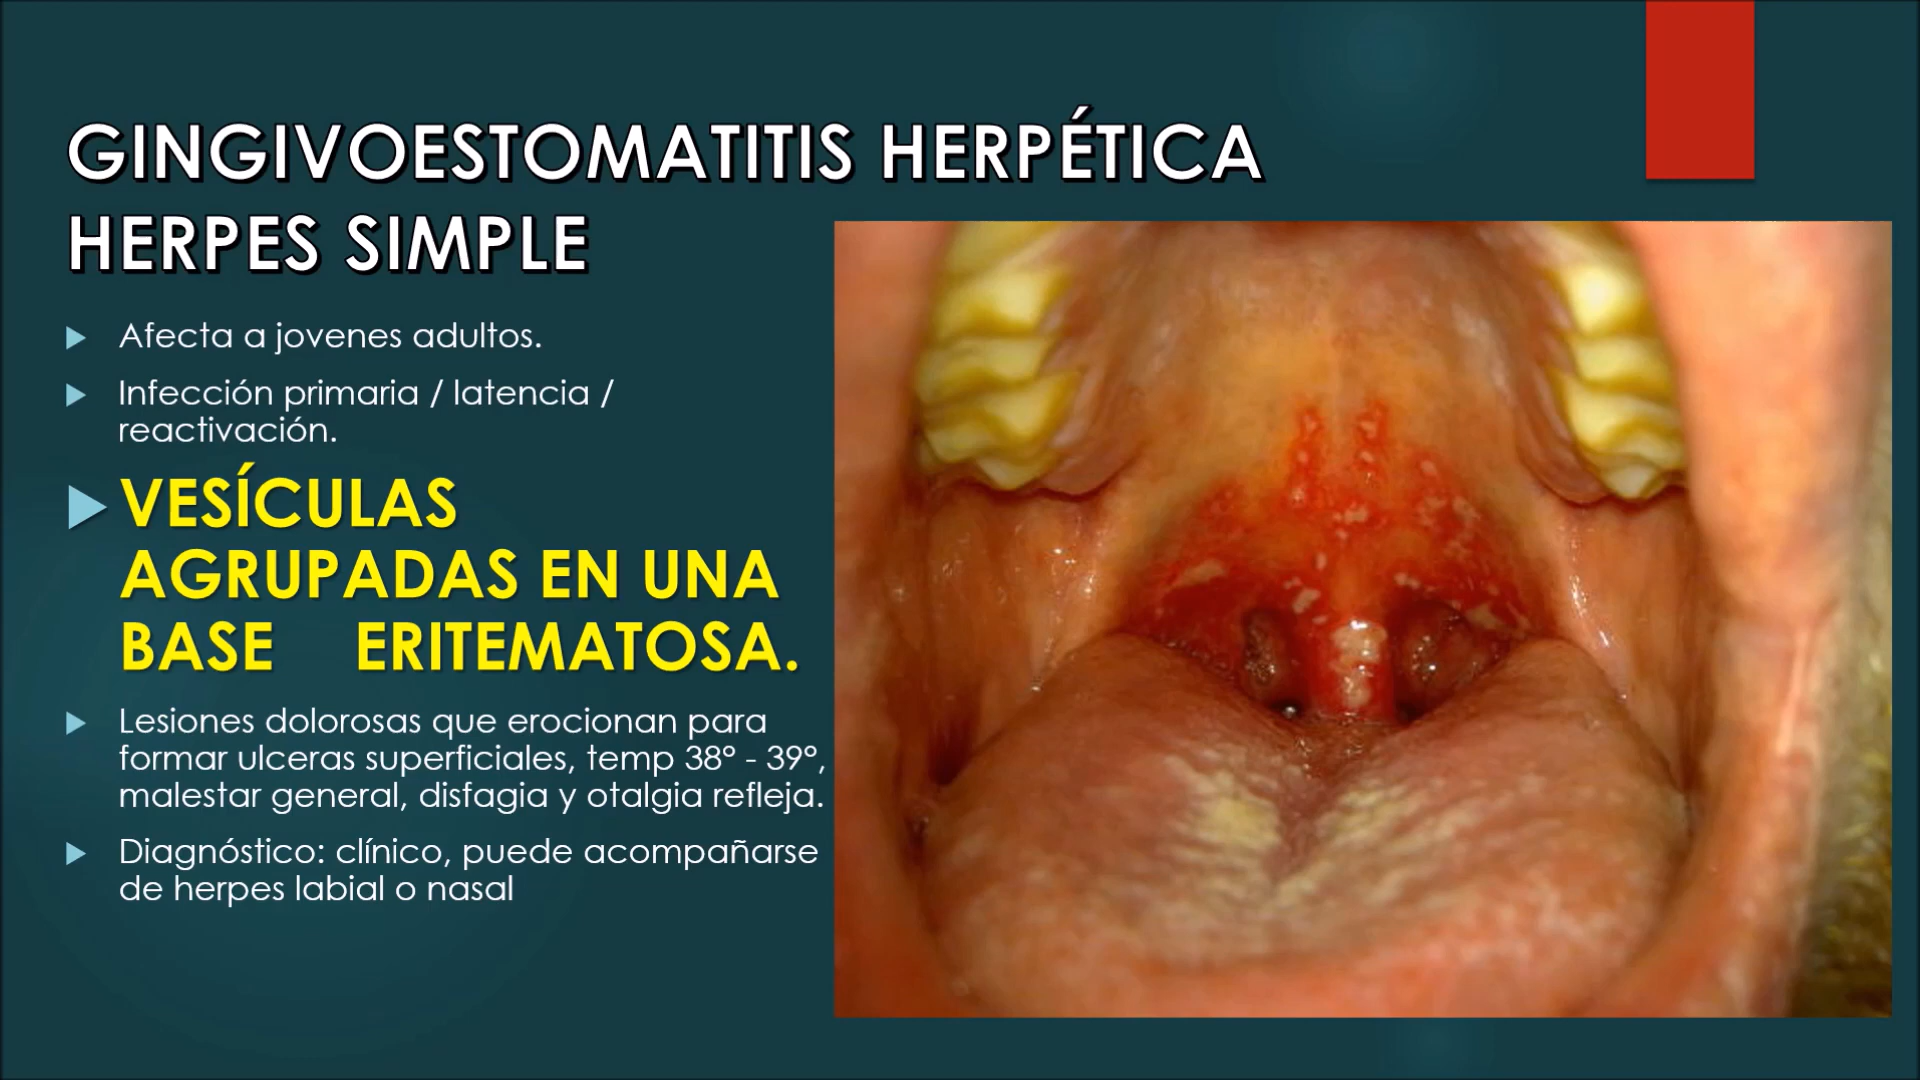 GINGIVOESTOMATITIS HERPÉTICA
HERPES SIMPLE
Afecta a jovenes adultos.
Infección primaria / latencia /
reactivación.
VESÍCULAS
AGRUPADAS EN UNA
BASE ERITEMATOSA.
Lesiones dolorosas que erocionan para
formar ulceras superficiales, temp 38° - 39°,
malestar general, disfagia y otalgia refleja.
Diagnóstico: clínico, puede acompañarse
de herpes labial o nasal